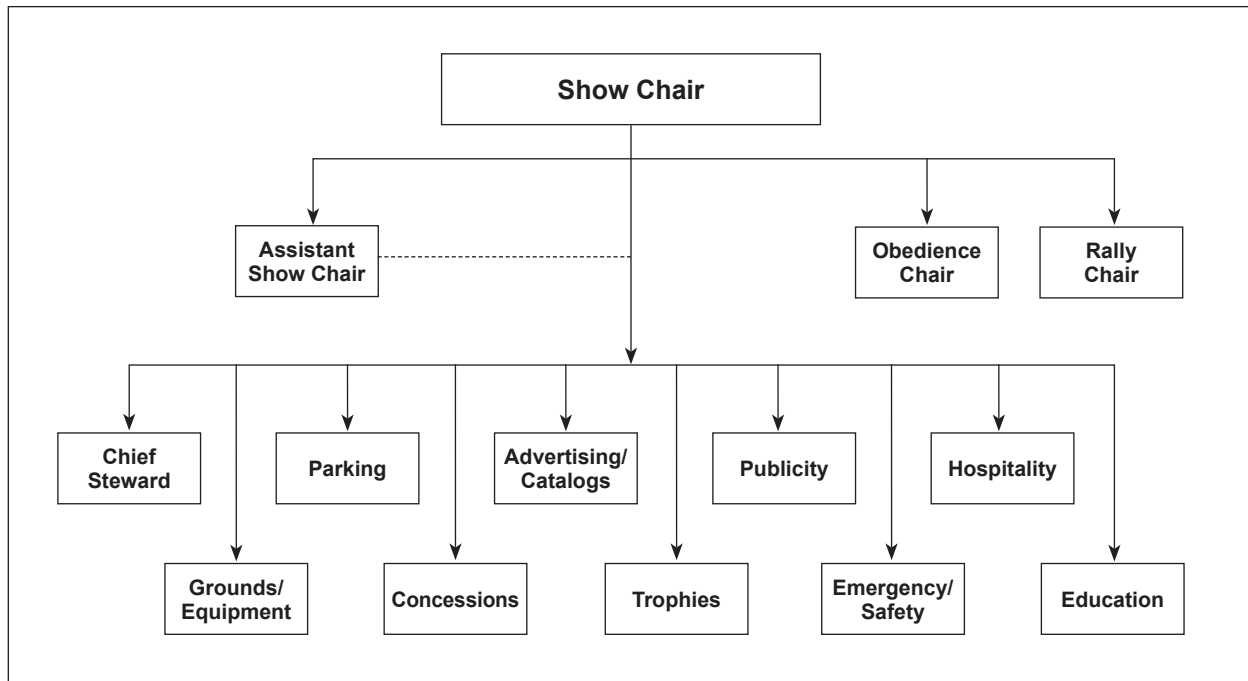 Show Chair
Assistant
Show Chair
Obedience
Chair
Rally
Chair
Chief
Steward
Parking
Advertising/
Catalogs
Publicity
Hospitality
Grounds/
Equipment
Concessions
Trophies
Emergency/
Safety
Education